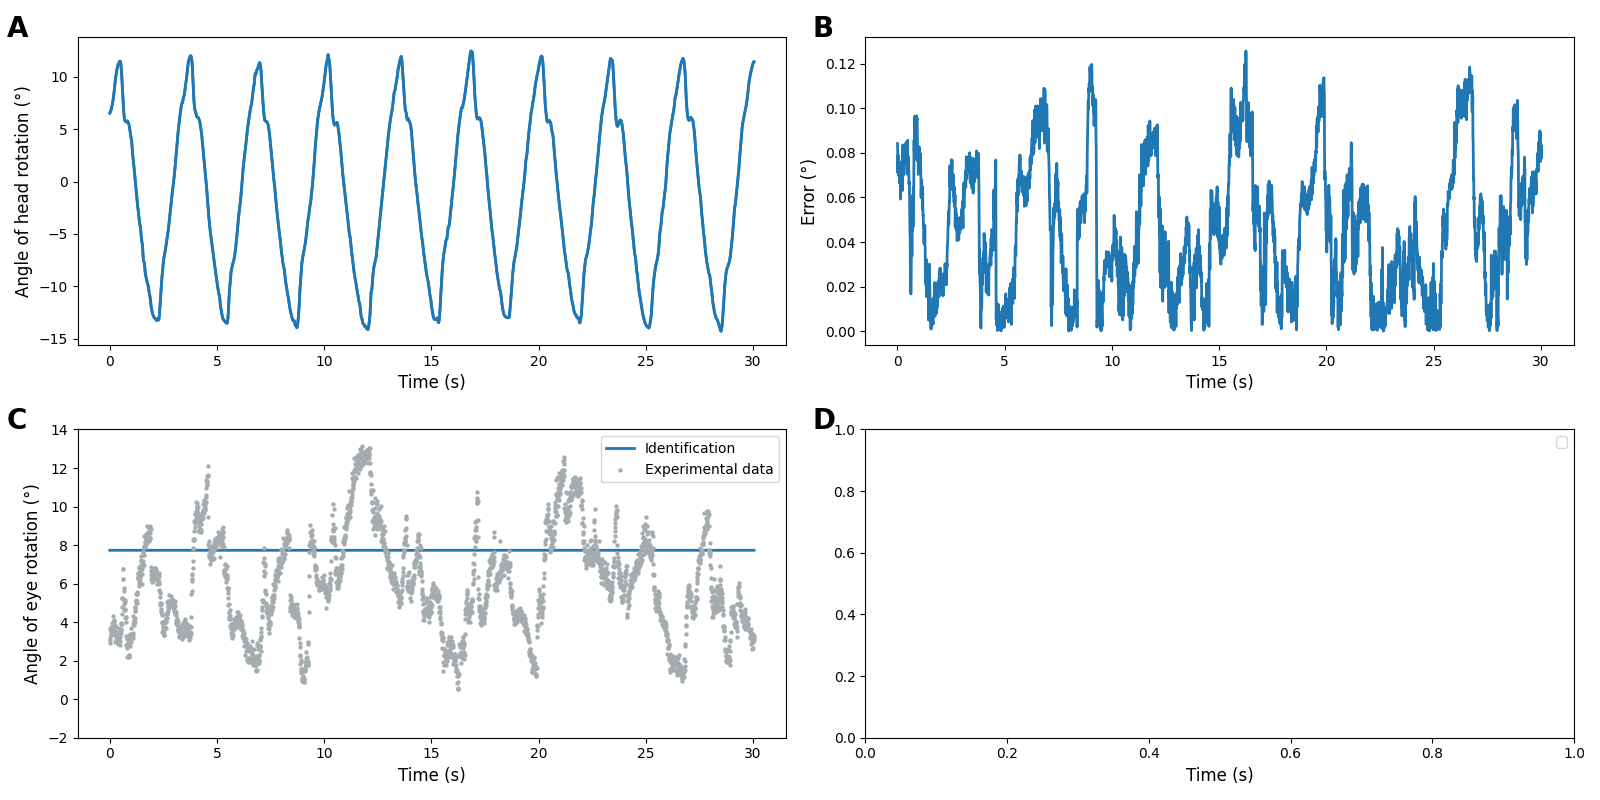 A
B
Angle of head rotation (°)
10
5
0
−5
−10
−15
0 5 10 15 20 25 30
Time (s)
Error (°)
0.12
0.10
0.08
0.06
0.04
0.02
0.00
0 5 10 15 20 25 30
Time (s)
C
D
Angle of eye rotation (°)
14
12
10
8
6
4
2
0
−2
Identification
Experimental data
0 5 10 15 20 25 30
Time (s)
1.0
0.8
0.6
0.4
0.2
0.0
0.0 0.2 0.4 0.6 0.8 1.0
Time (s)